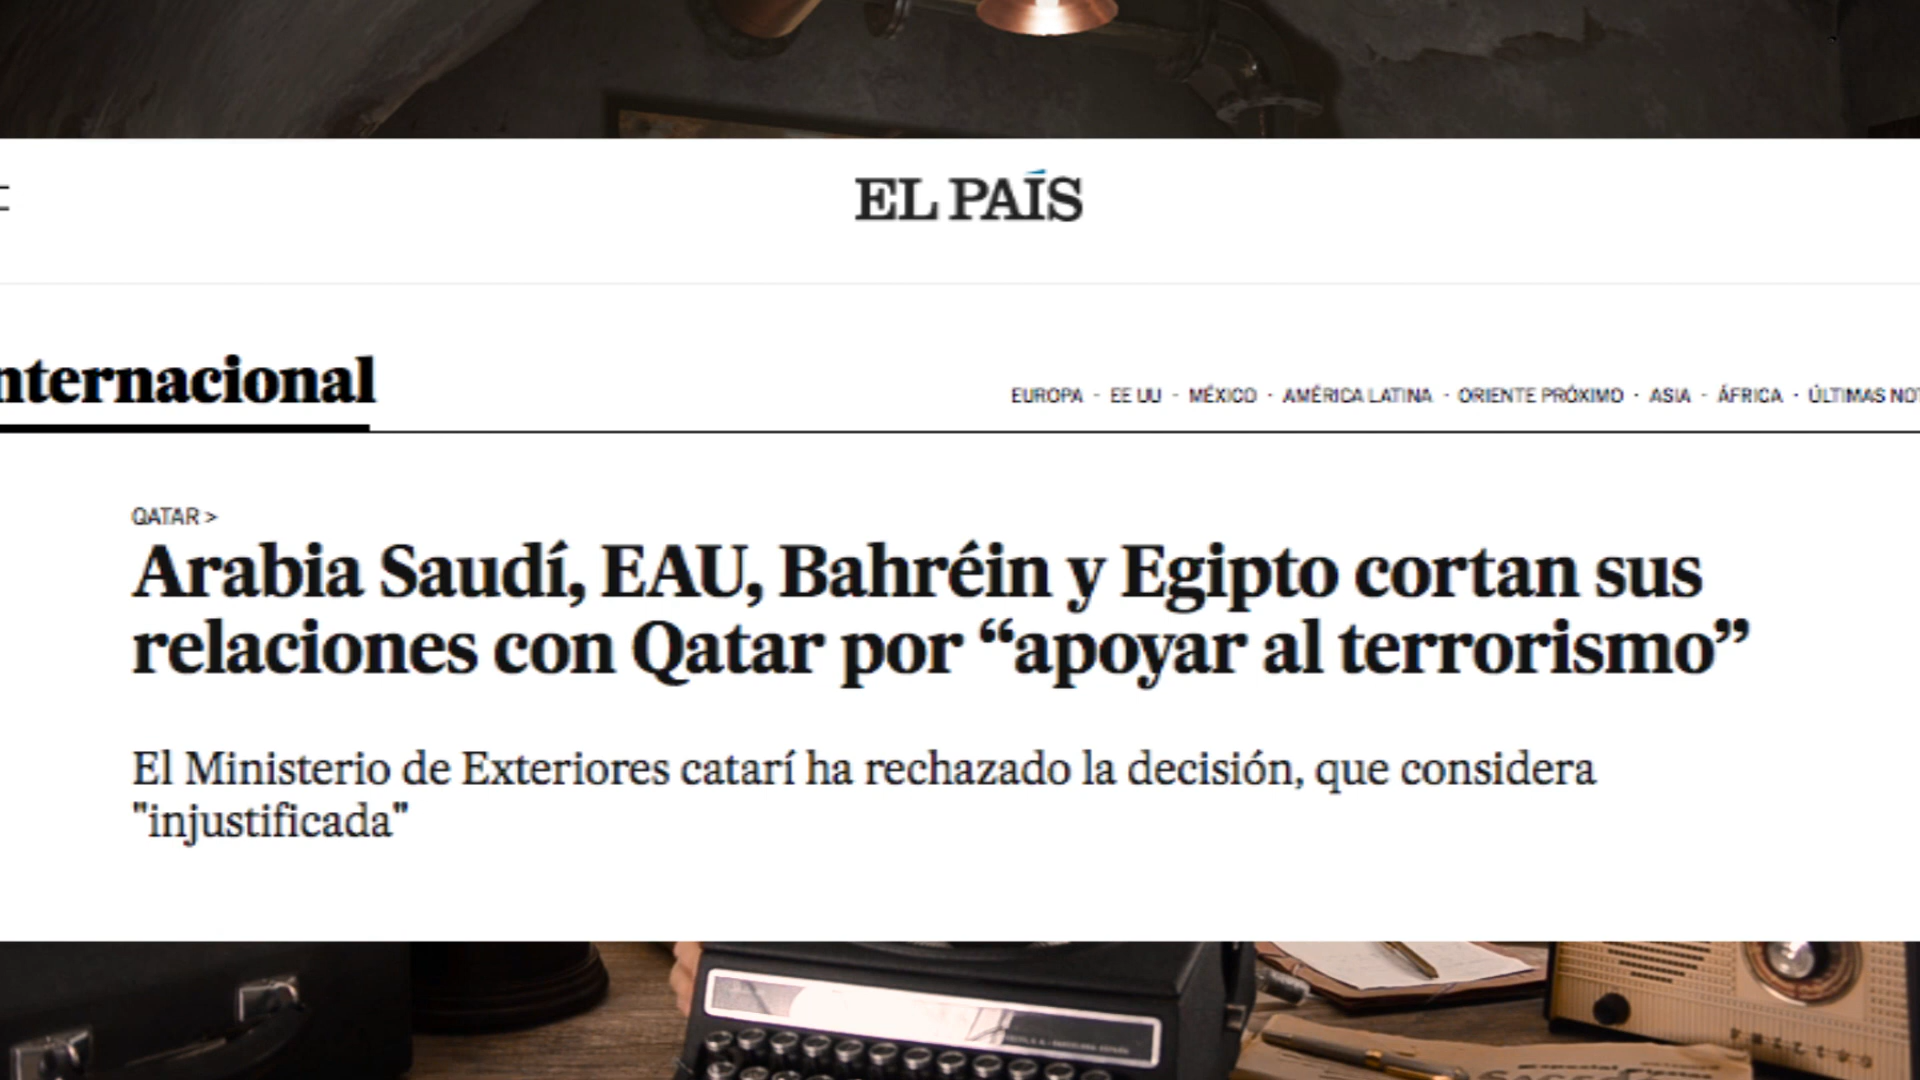 EL PAÍS
nternacional
EUROPA - EE UU - MÉXICO · AMÉRICA LATINA · ORIENTE PRÓXIMO · ASIA - ÁFRICA · ÚLTIMAS NOT
QATAR >
Arabia Saudí, EAU, Bahréin y Egipto cortan sus
relaciones con Qatar por “apoyar al terrorismo”
El Ministerio de Exteriores catarí ha rechazado la decisión, que considera
"injustificada"